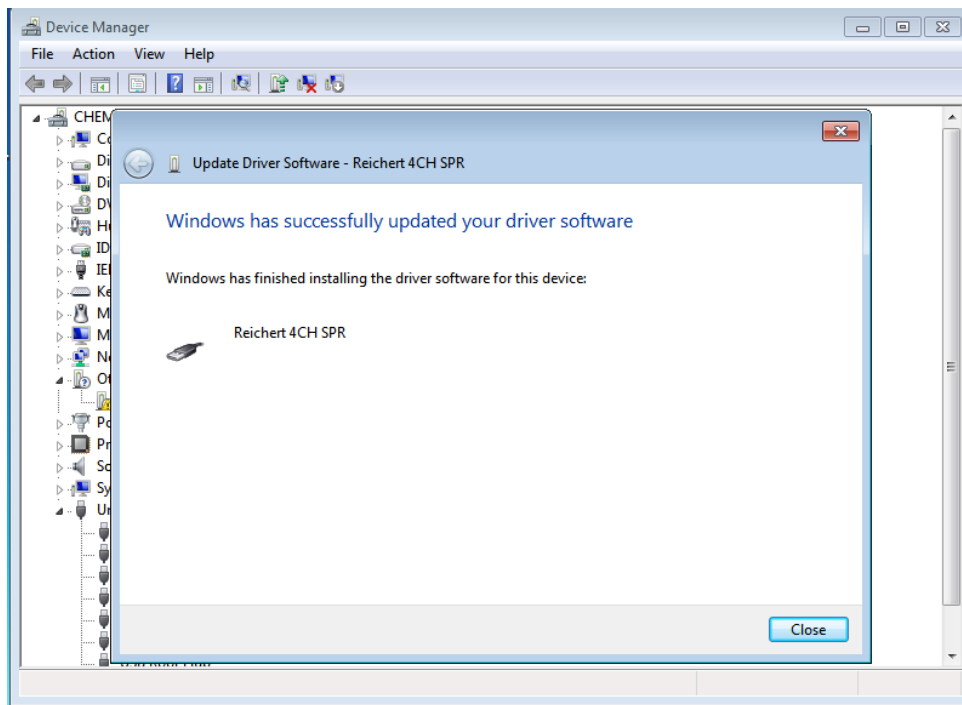 Device Manager
File Action View Help
CHEM
Update Driver Software - Reichert 4CH SPR
Windows has successfully updated your driver software
Windows has finished installing the driver software for this device:
Reichert 4CH SPR
Close